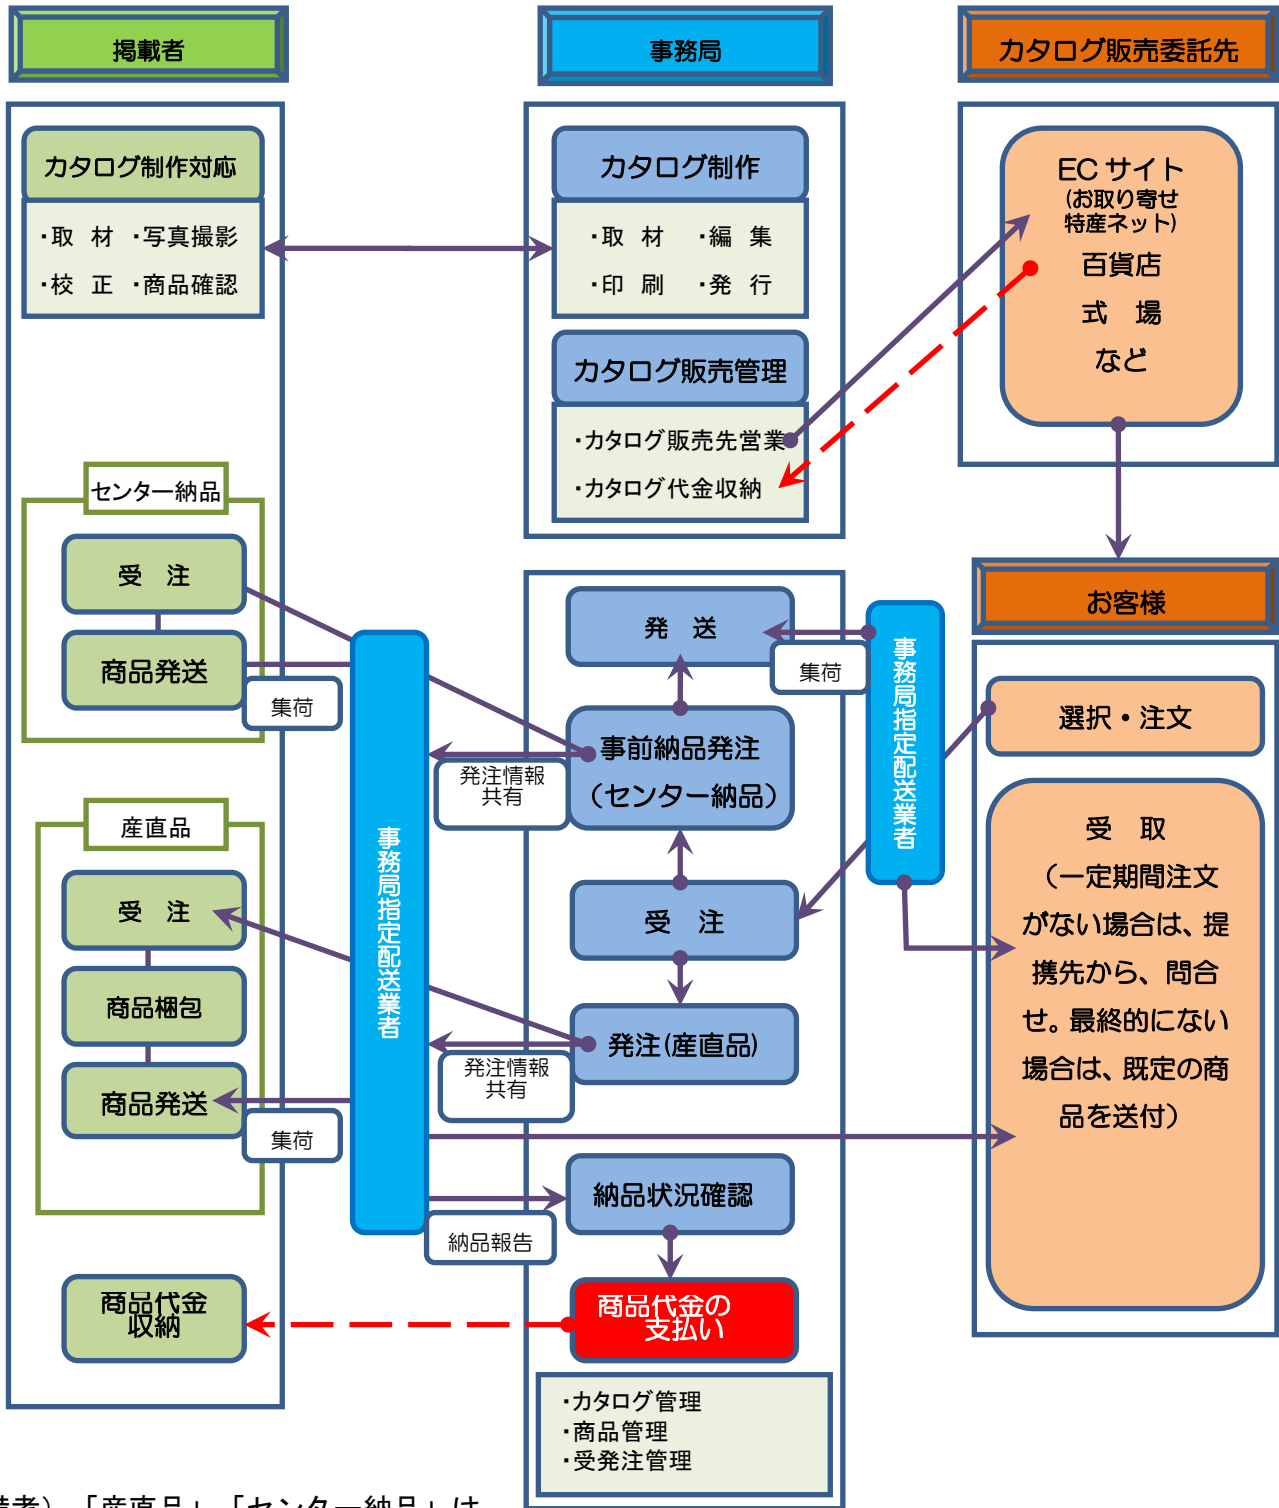 掲載者
事務局
カタログ販売委託先
カタログ制作対応
・取 材 ・写真撮影
・校 正 ・商品確認
カタログ制作
・取 材 ・編 集
・印 刷 ・発 行
カタログ販売管理
・カタログ販売先営業
・カタログ代金収納
ECサイト
(お取り寄せ
特産ネット)
百貨店
式 場
など
センター納品
受 注
商品発送
集荷
産直品
受 注
商品梱包
商品発送
集荷
商品代金
収納
事務局指定配送業者
発 送
集荷
事前納品発注
（センター納品）
発注情報
共有
受 注
発注(産直品)
発注情報
共有
納品状況確認
納品報告
商品代金の
支払い
・カタログ管理
・商品管理
・受発注管理
事務局指定配送業者
お客様
選択・注文
受 取
（一定期間注文
がない場合は、提
携先から、問合
せ。最終的にない
場合は、既定の商
品を送付）
者）「産直品」「センター納品」は